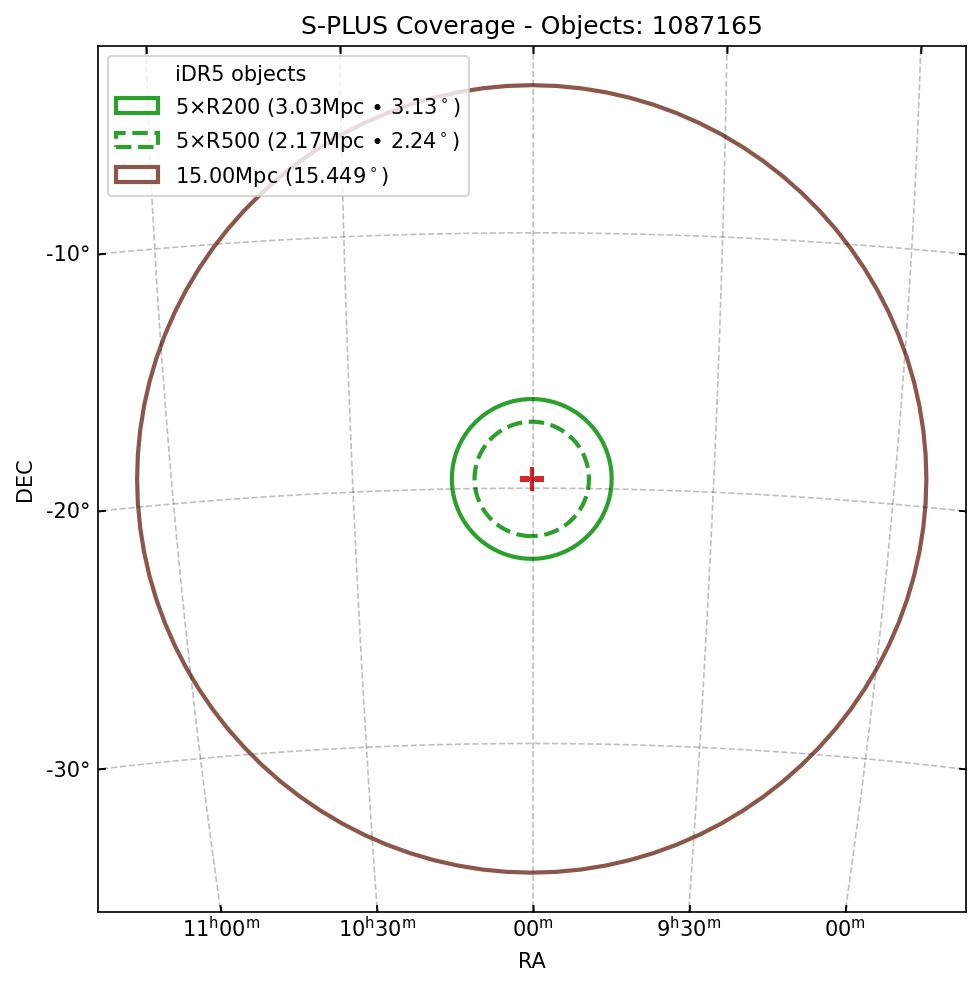 S-PLUS Coverage - Objects: 1087165
iDR5 objects
5×R200 (3.03Mpc • 3.13°)
5×R500 (2.17Mpc • 2.24°)
15.00Mpc (15.449°)
-10°
-20°
-30°
DEC
11ʰ00ᵐ 10ʰ30ᵐ 00ᵐ 9ʰ30ᵐ 00ᵐ
RA